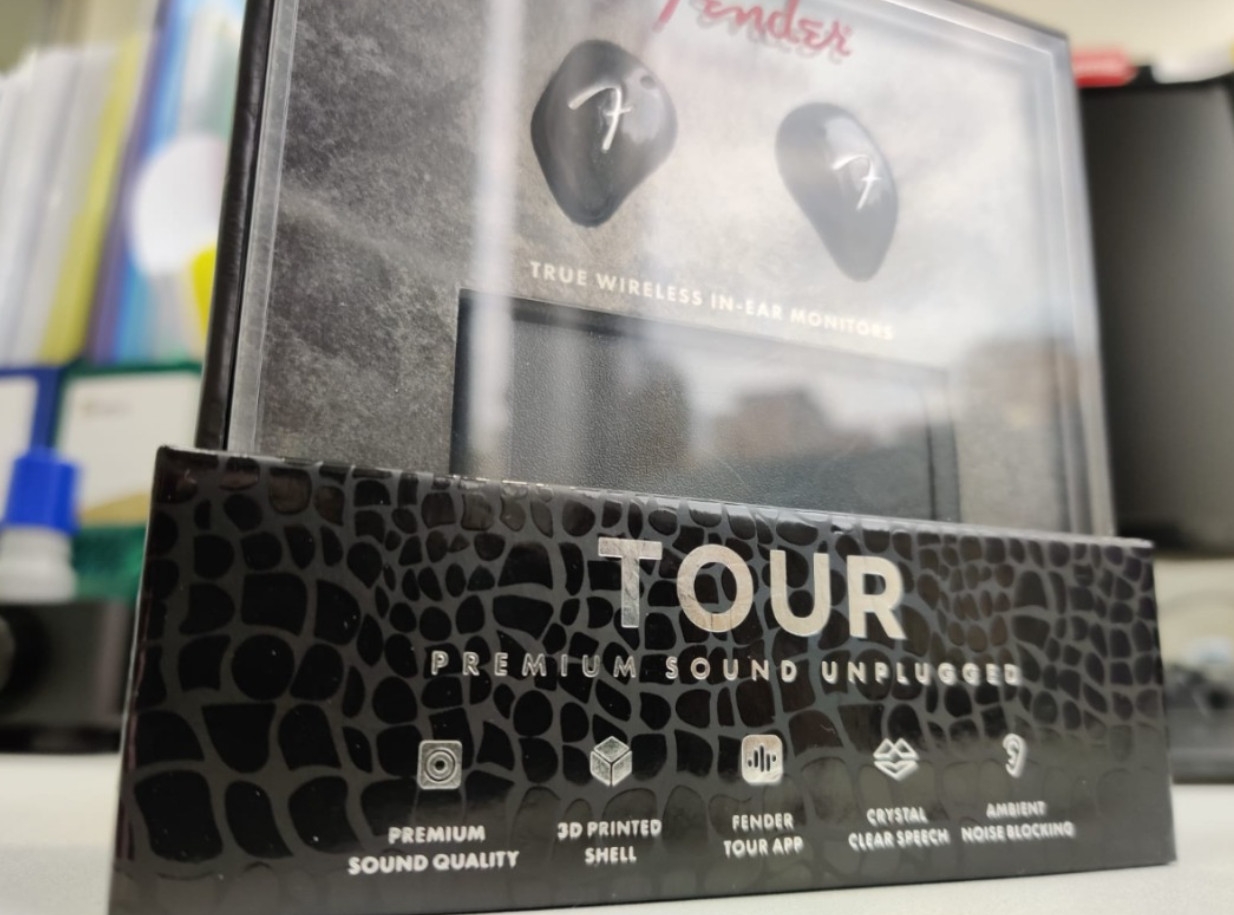 Fender
TRUE WIRELESS IN-EAR MONITORS
TOUR
PREMIUM SOUND UNPLUGGED
PREMIUM
SOUND QUALITY
3D PRINTED
SHELL
FENDER
TOUR APP
CRYSTAL
CLEAR SPEECH
AMBIENT
NOISE BLOCKING